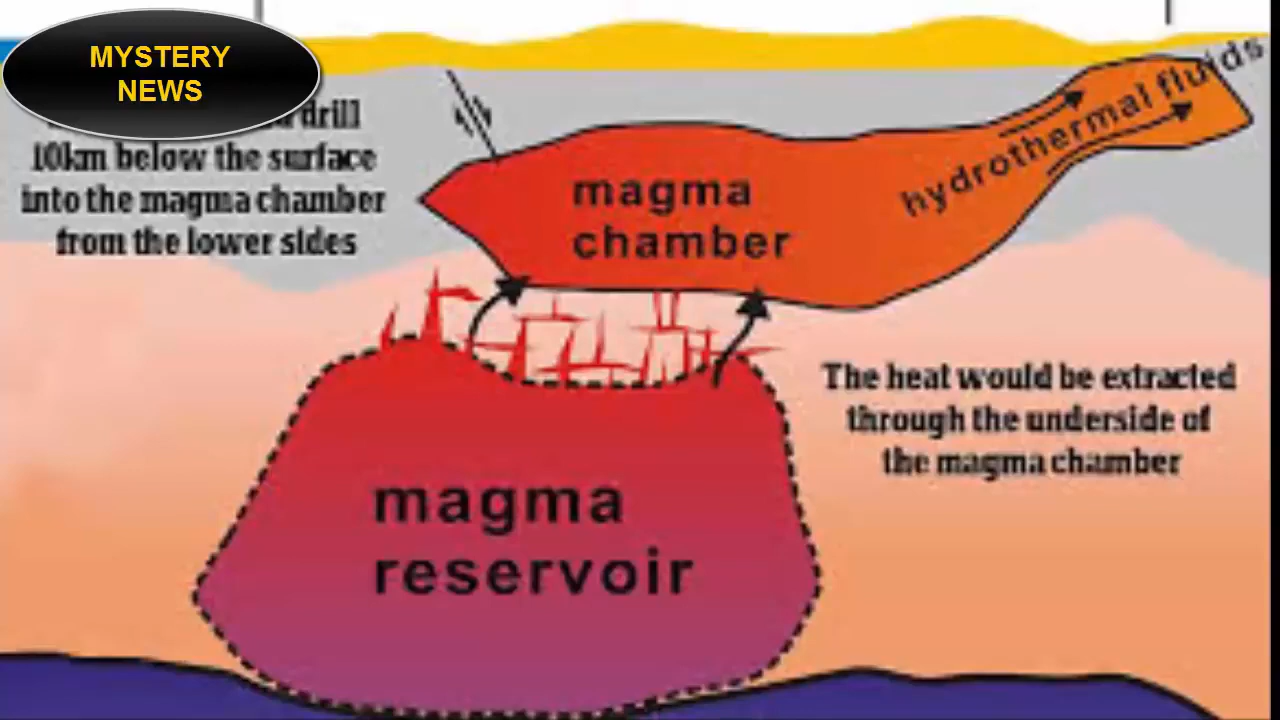 MYSTERY
NEWS
drill
10km below the surface
into the magma chamber
from the lower sides
magma
chamber
hydrothermal fluids
The heat would be extracted
through the underside of
the magma chamber
magma
reservoir